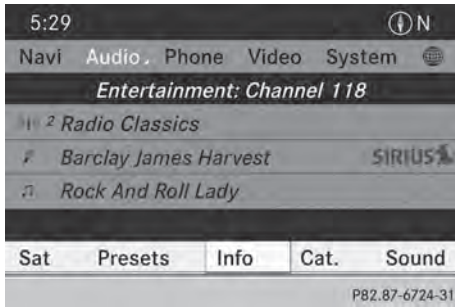 5:29 N
Navi Audio Phone Video System
Entertainment: Channel 118
2 Radio Classics
Barclay James Harvest SIRIUS
Rock And Roll Lady
Sat Presets Info Cat. Sound
P82.87-6724-31